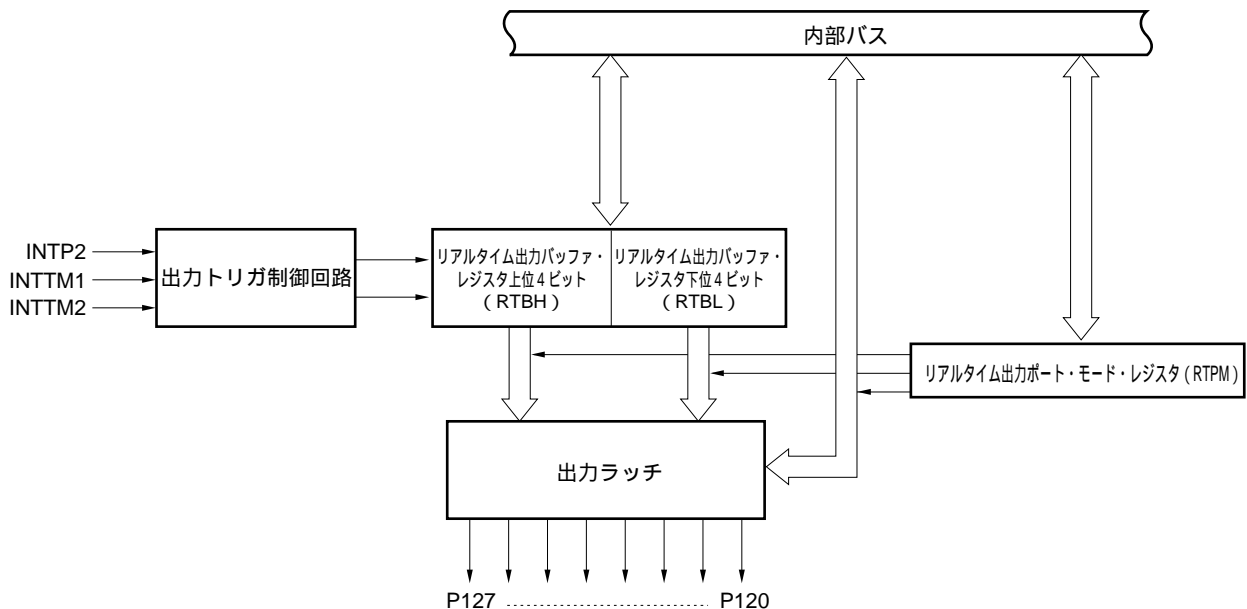 内部バス
INTP2
INTTM1
INTTM2
出力トリガ制御回路
リアルタイム出力バッファ・
レジスタ上位4ビット
(RTBH)
リアルタイム出力バッファ・
レジスタ下位4ビット
(RTBL)
リアルタイム出力ポート・モード・レジスタ(RTPM)
出力ラッチ
P127 ........................ P120